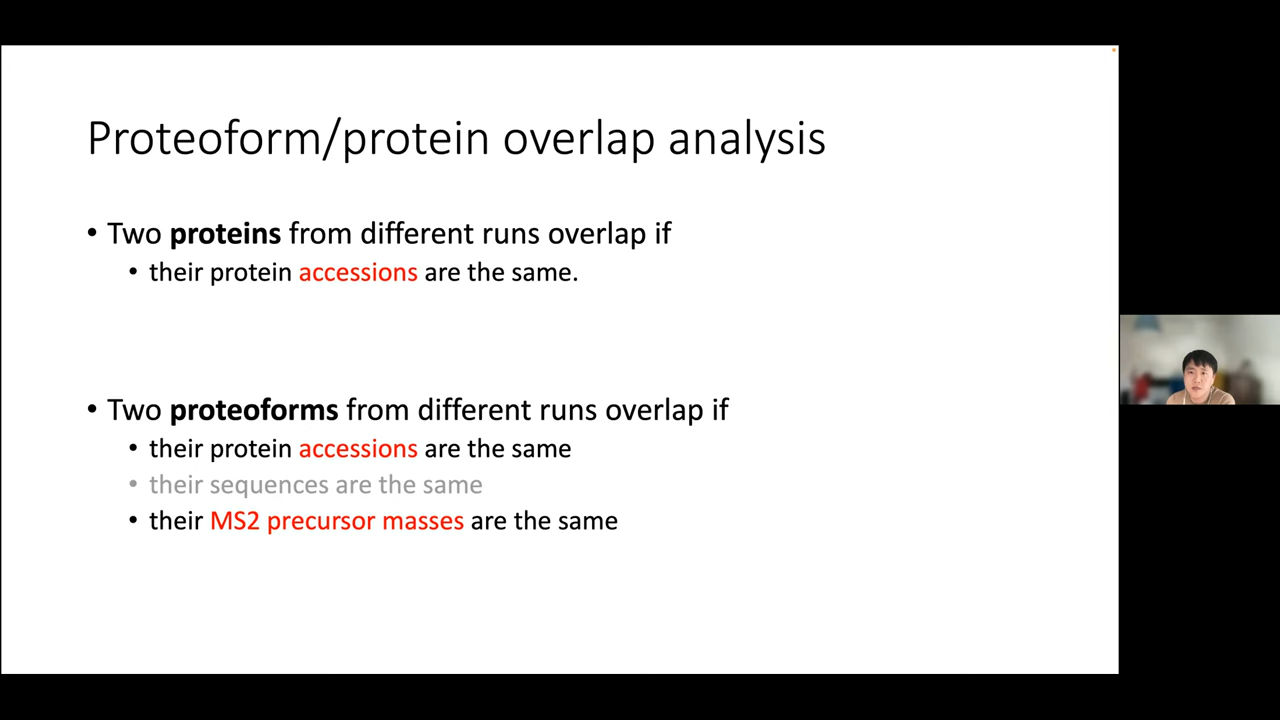 Proteoform/protein overlap analysis
• Two proteins from different runs overlap if
• their protein accessions are the same.
• Two proteoforms from different runs overlap if
• their protein accessions are the same
• their sequences are the same
• their MS2 precursor masses are the same